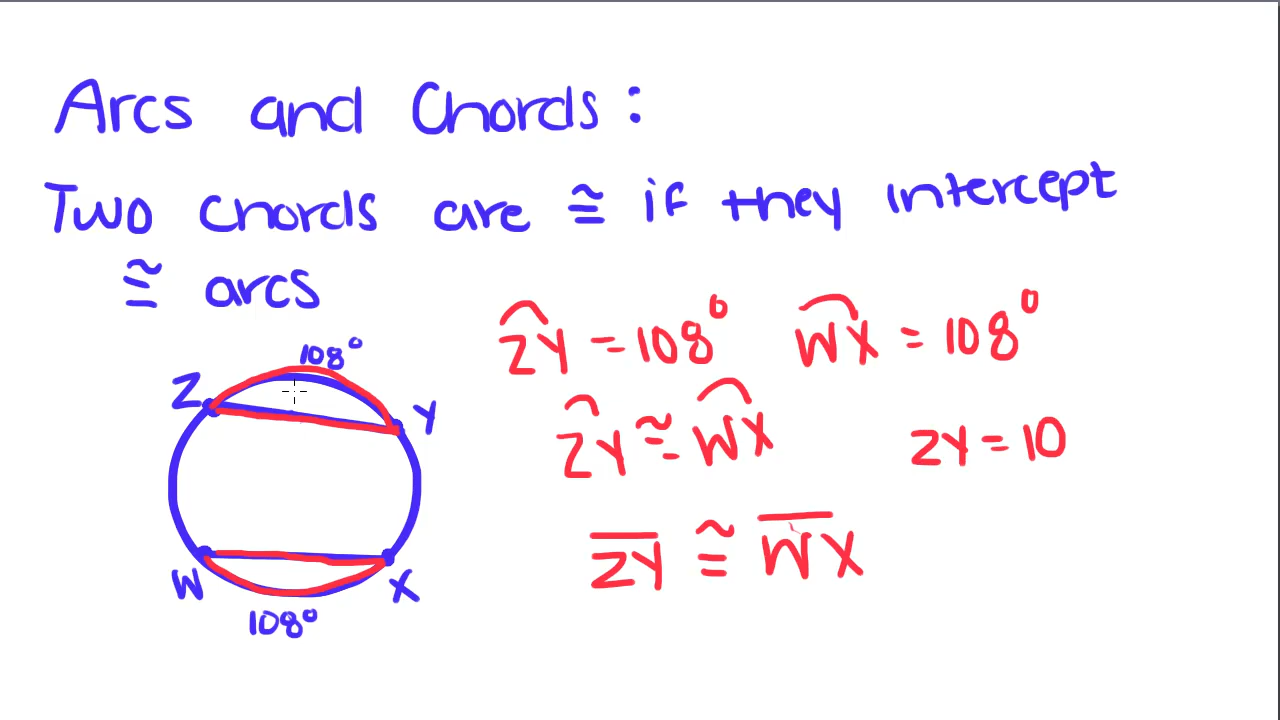 Arcs and Chords:
Two chords are ≅ if they intercept
≅ arcs
ZY = 108° WX = 108°
108°
Z Y
ZY ≅ WX ZY = 10
ZY ≅ WX
W X
108°